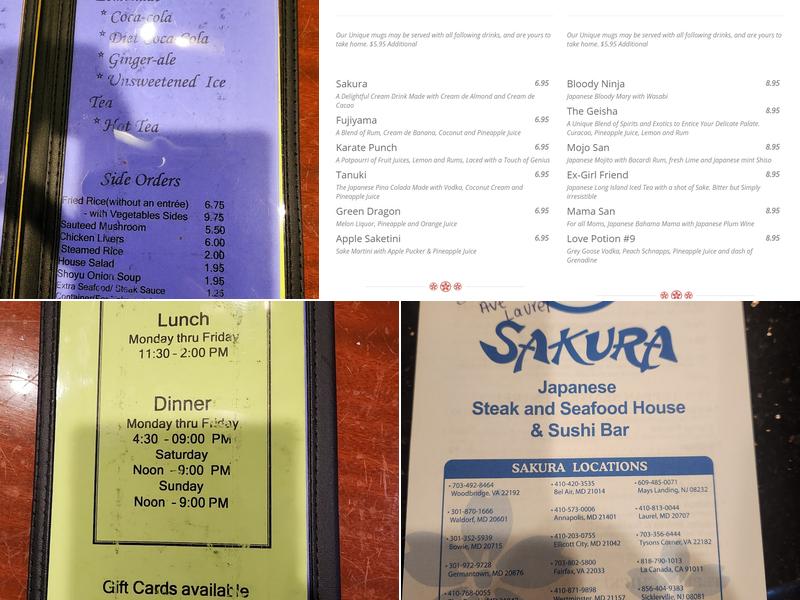 * Coca-cola
* Diet Coca Cola
* Ginger-ale
* Unsweetened Ice
Tea
* Hot Tea
Side Orders
Fried Rice(without an entrée) 6.75
- with Vegetables Sides 9.75
Sauteed Mushroom 5.50
Chicken Livers 6.00
Steamed Rice 2.00
House Salad 1.95
Shoyu Onion Soup 1.95
Extra Seafood/ Steak Sauce 1.25
Our Unique mugs may be served with all following drinks, and are yours to
take home. $5.95 Additional
Sakura 6.95
A Delightful Cream Drink Made with Cream de Almond and Cream de
Cacao
Fujiyama 6.95
A Blend of Rum, Cream de Banana, Coconut and Pineapple Juice
Karate Punch 6.95
A Potpourri of Fruit Juices, Lemon and Rums, Laced with a Touch of Genius
Tanuki 6.95
The Japanese Pina Colada Made with Vodka, Coconut Cream and
Pineapple Juice
Green Dragon 6.95
Melon Liquor, Pineapple and Orange Juice
Apple Saketini 6.95
Sake Martini with Apple Pucker & Pineapple Juice
Our Unique mugs may be served with all following drinks, and are yours to
take home. $5.95 Additional
Bloody Ninja 8.95
Japanese Bloody Mary with Wasabi
The Geisha 8.95
A Unique Blend of Spirits and Exotics to Entice Your Delicate Palate.
Curacao, Pineapple Juice, Lemon and Rum
Mojo San 8.95
Japanese Mojito with Bacardi Rum, fresh Lime and Japanese mint Shiso
Ex-Girl Friend 8.95
Japanese Long Island Iced Tea with a shot of Sake. Bitter but Simply
Irresistible
Mama San 8.95
For all Moms, Japanese Bahama Mama with Japanese Plum Wine
Love Potion #9 8.95
Grey Goose Vodka, Peach Schnapps, Pineapple Juice and dash of
Grenadine
Lunch
Monday thru Friday
11:30 - 2:00 PM
Dinner
Monday thru Friday
4:30 - 09:00 PM
Saturday
Noon - 9:00 PM
Sunday
Noon - 9:00 PM
Gift Cards available
Ave Laurel
SAKURA
Japanese
Steak and Seafood House
& Sushi Bar
SAKURA LOCATIONS
• 703-492-8464
Woodbridge, VA 22192
• 301-870-1666
Waldorf, MD 20601
• 301-352-5939
Bowie, MD 20715
• 301-972-9728
Germantown, MD 20876
• 410-768-0055
• 410-420-3535
Bel Air, MD 21014
• 410-573-0006
Annapolis, MD 21401
• 410-203-0755
Ellicott City, MD 21042
• 703-802-5800
Fairfax, VA 22033
• 410-871-9898
Westminster, MD 21157
• 609-485-0071
Mays Landing, NJ 08232
• 410-813-0044
Laurel, MD 20707
• 703-356-6444
Tysons Corner, VA 22182
• 818-790-1013
La Canada, CA 91011
• 856-404-9383
Sicklerville, NJ 08081